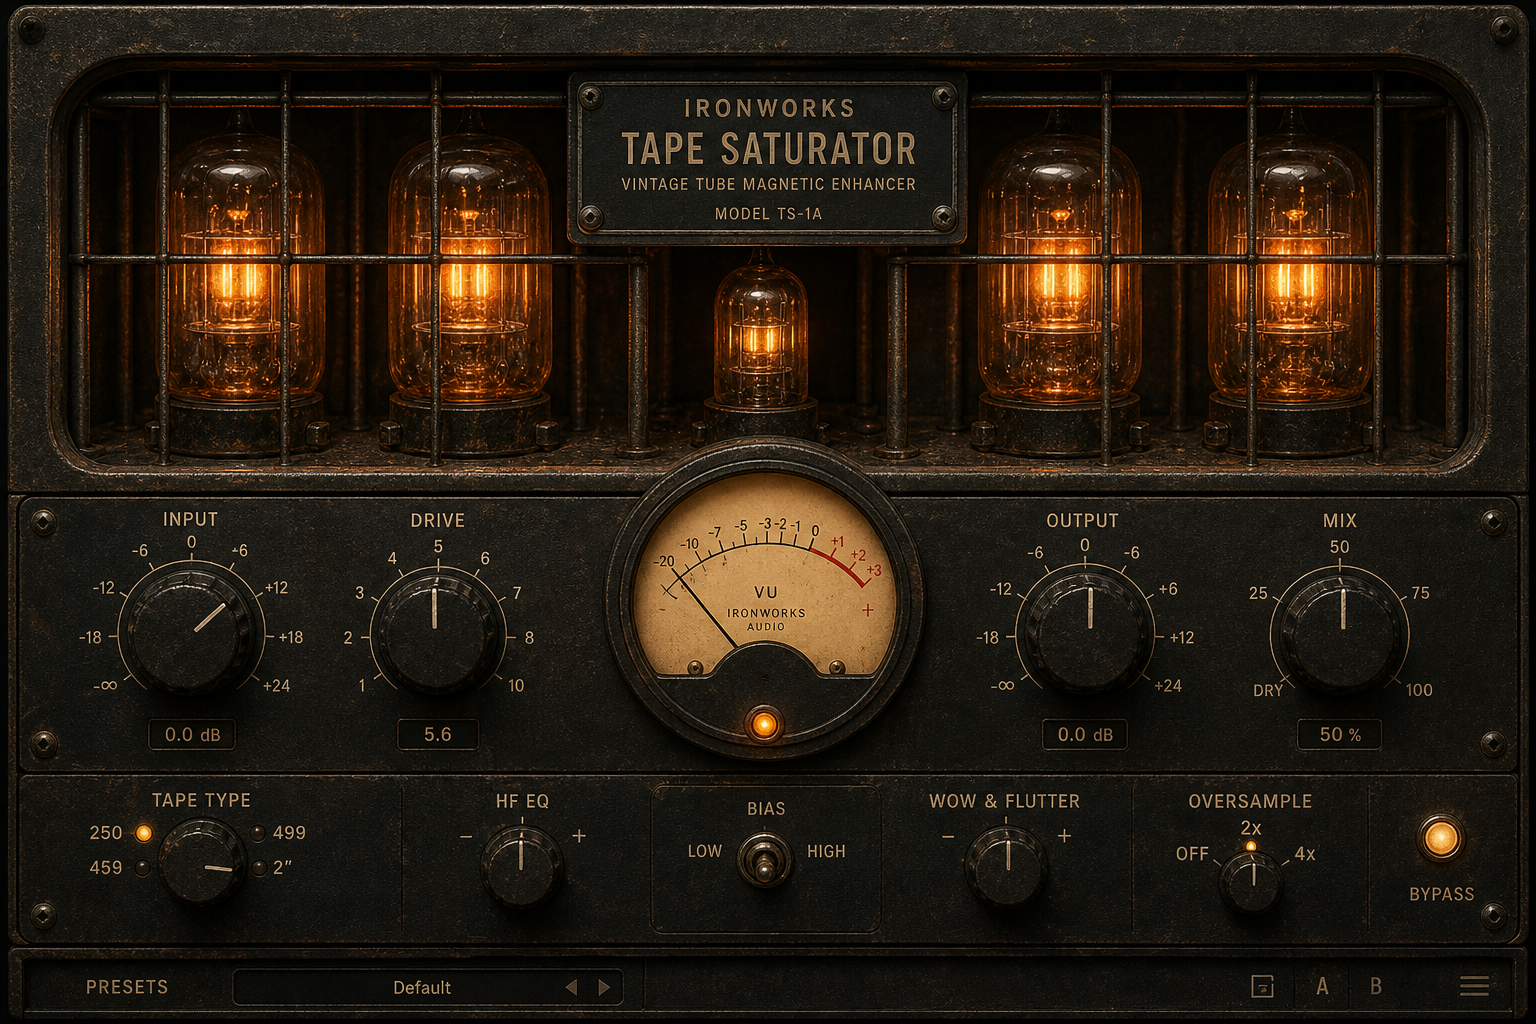 IRONWORKS
TAPE SATURATOR
VINTAGE TUBE MAGNETIC ENHANCER
MODEL TS-1A
INPUT
-∞ -18 -12 -6 0 -6 +12 +18 +24
0.0 dB
DRIVE
1 2 3 4 5 6 7 8 10
5.6
-20 -10 -7 -5 -3 -2 -1 0 +1 +2 +3
+
VU
IRONWORKS
AUDIO
OUTPUT
-∞ -18 -12 -6 0 -6 +6 +12 +24
0.0 dB
MIX
DRY 25 50 75 100
50 %
TAPE TYPE
250 499
459 2"
HF EQ
− +
BIAS
LOW HIGH
WOW & FLUTTER
− +
OVERSAMPLE
2x
OFF 4x
BYPASS
PRESETS Default A B